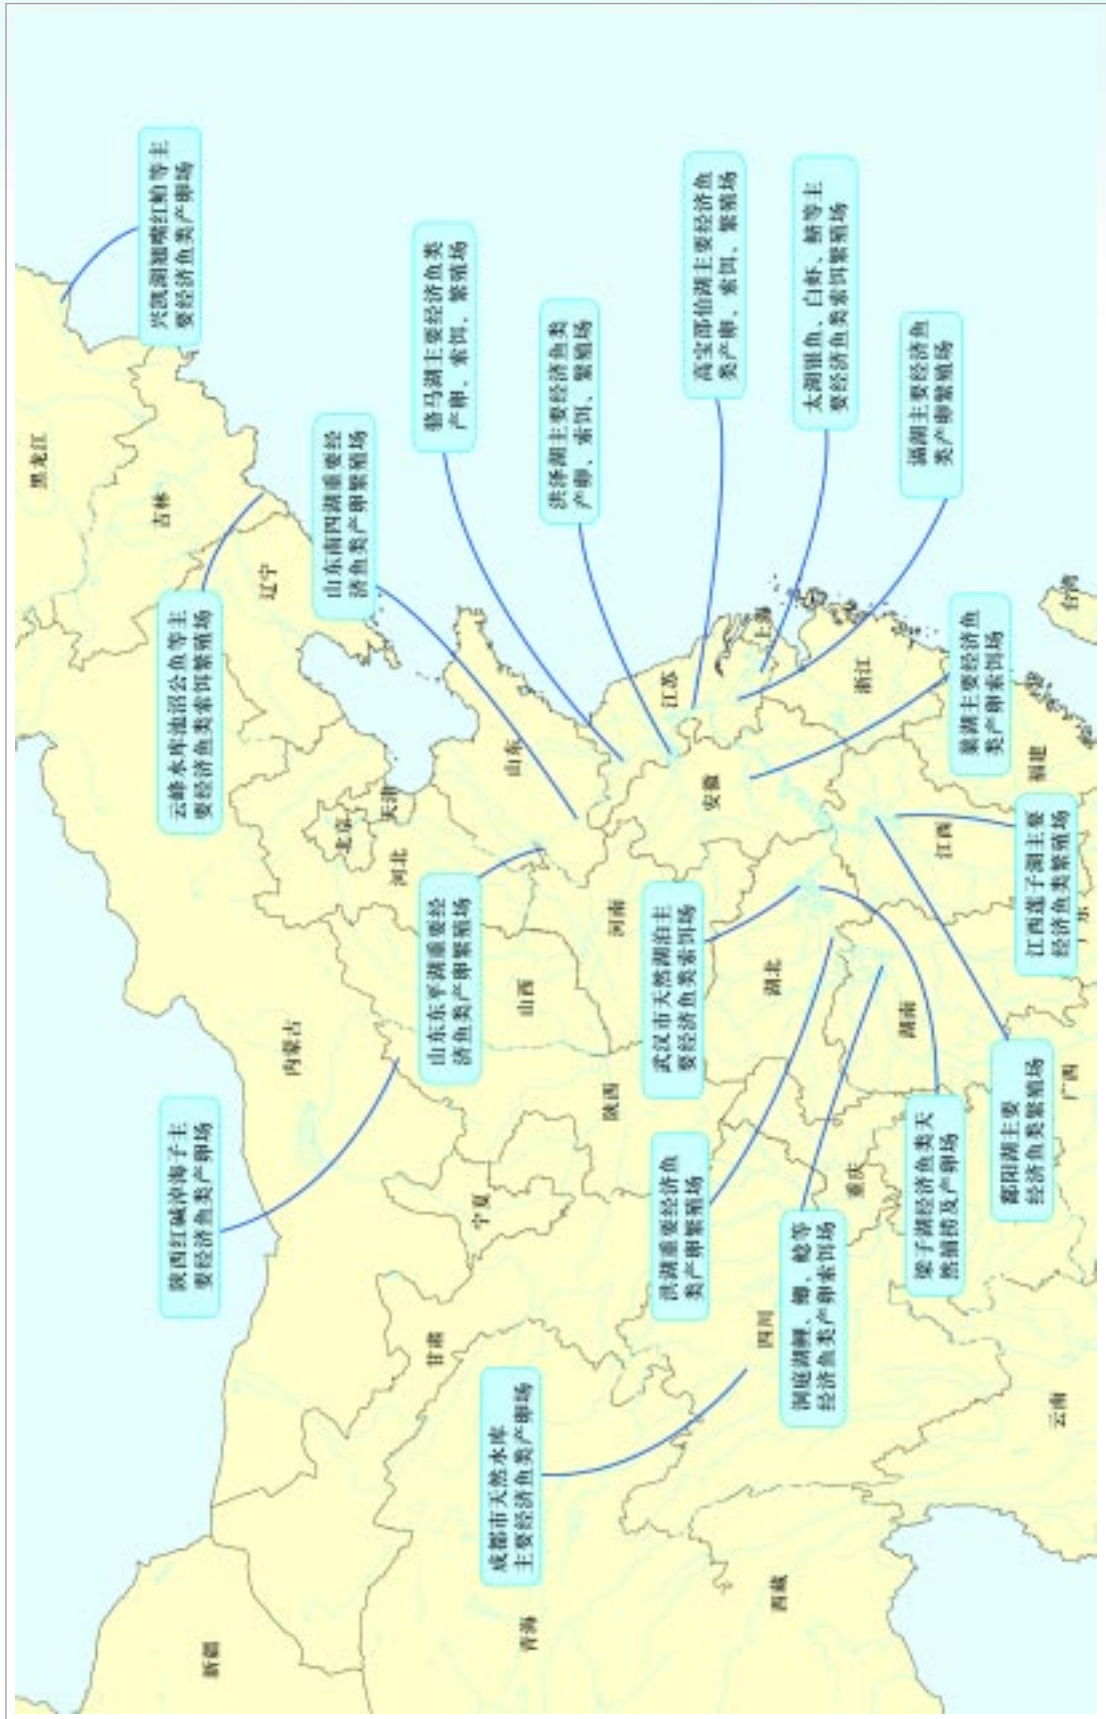 兴凯湖翘嘴红鲌等主
要经济鱼类产卵场
云峰水库池沼公鱼等主
要经济鱼类索饵繁殖场
陕西红碱淖海子主
要经济鱼类产卵场
山东南四湖重要经
济鱼类产卵繁殖场
骆马湖主要经济鱼类
产卵、索饵、繁殖场
山东东平湖重要经
济鱼类产卵繁殖场
洪泽湖主要经济鱼类
产卵、索饵、繁殖场
成都市天然水库
主要经济鱼类产卵场
高宝邵伯湖主要经济鱼
类产卵、索饵、繁殖场
武汉市天然湖泊主
要经济鱼类索饵场
洪湖重要经济鱼
类产卵繁殖场
太湖银鱼、白虾、鲚等主
要经济鱼类索饵繁殖场
洞庭湖鲤、鲫、鲶等
经济鱼类产卵索饵场
滆湖主要经济鱼
类产卵繁殖场
梁子湖经济鱼类天
然捕捞及产卵场
巢湖主要经济鱼
类产卵索饵场
鄱阳湖主要
经济鱼类繁殖场
江西莲子湖主要
经济鱼类繁殖场
黑龙江
吉林
辽宁
内蒙古
新疆
北京
天津
河北
山东
山西
宁夏
甘肃
青海
陕西
河南
江苏
安徽
上海
湖北
四川
西藏
重庆
浙江
江西
湖南
福建
台湾
广西
云南
广东